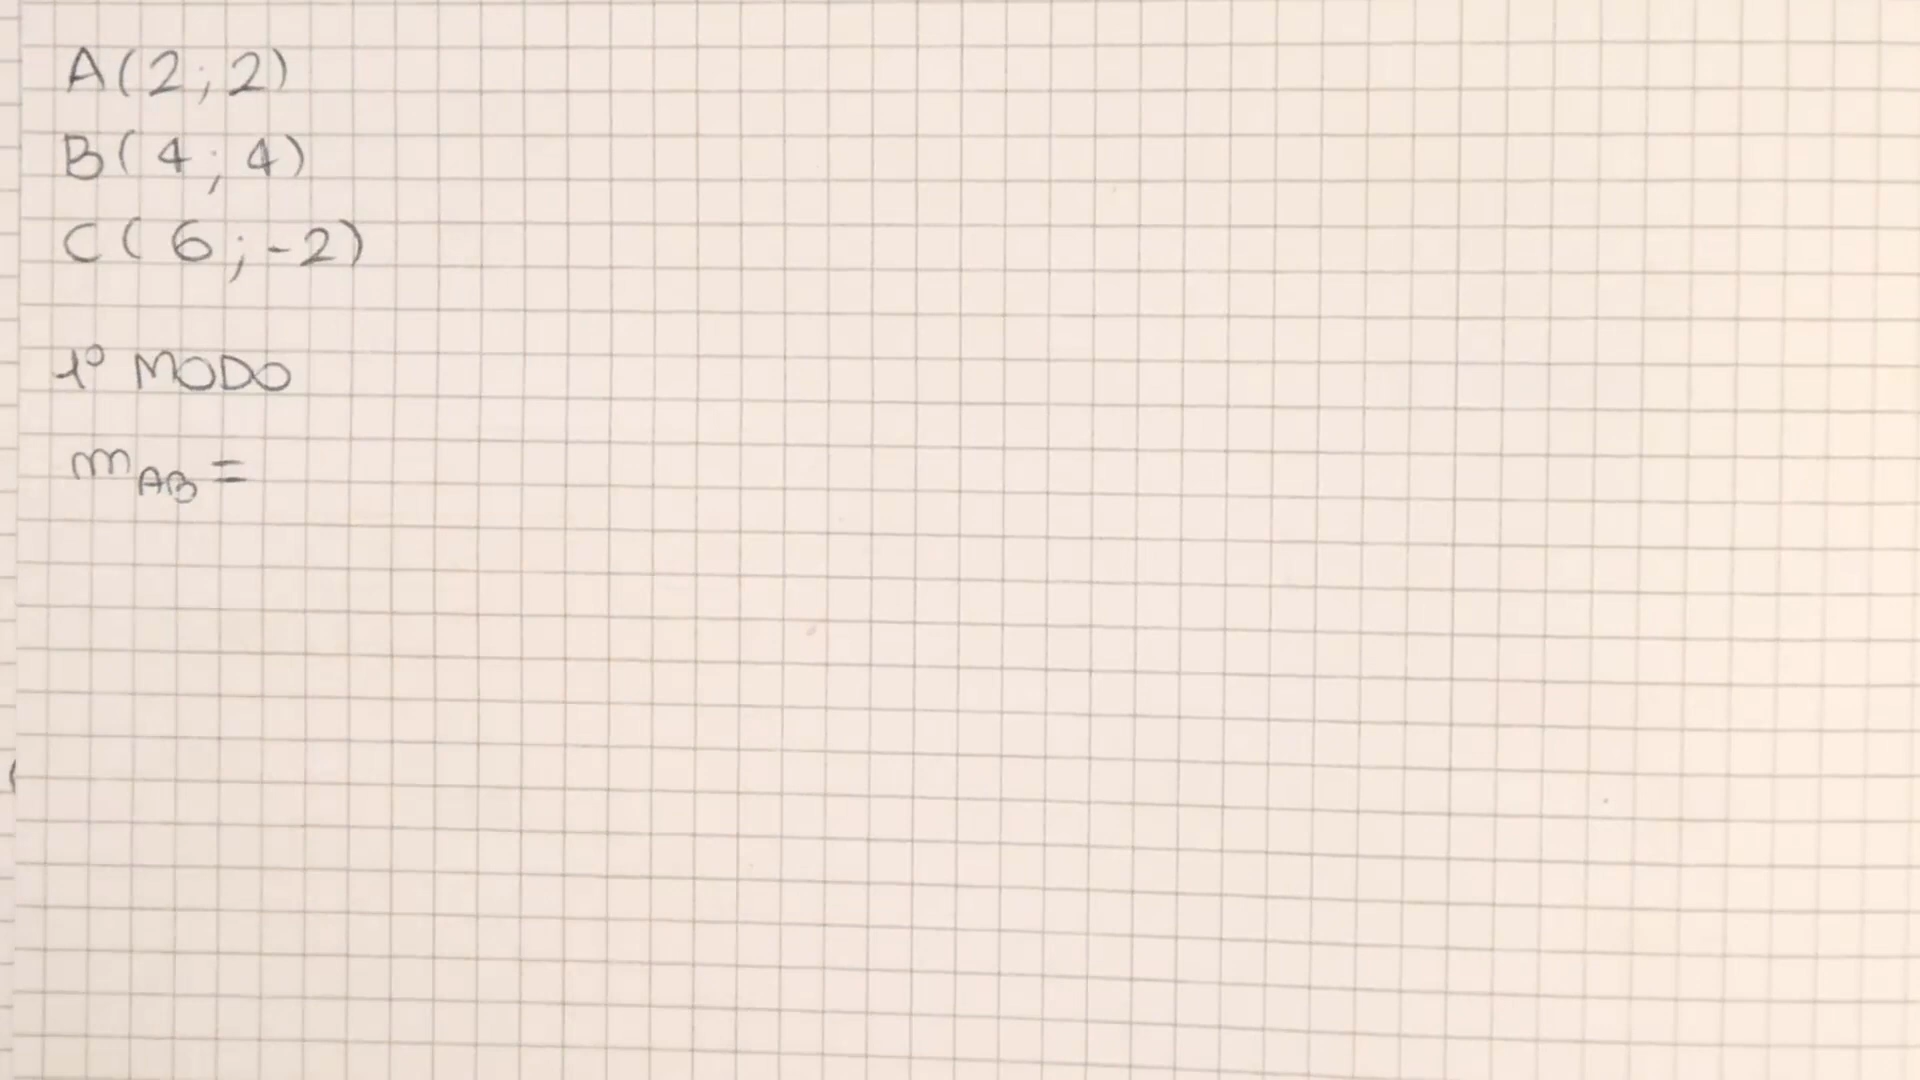 A(2; 2)
B(4; 4)
C(6; -2)
1° MODO
m_AB =